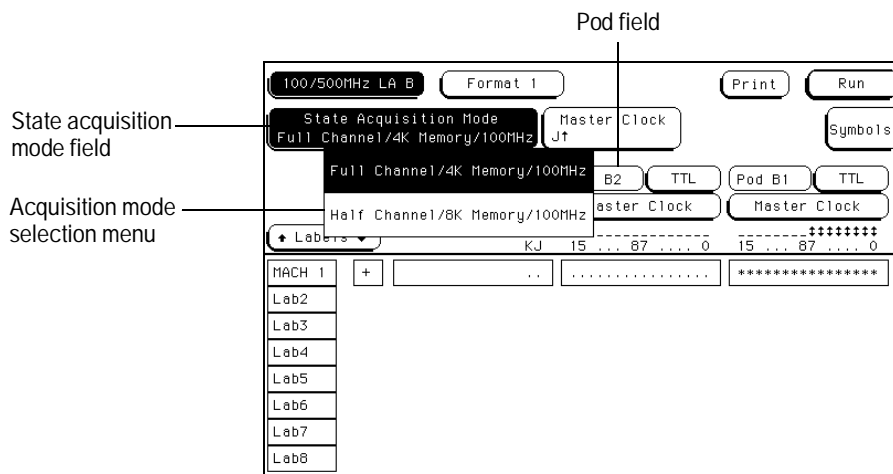 Pod field
100/500MHz LA B
Format 1
Print
Run
State acquisition
mode field
State Acquisition Mode
Full Channel/4K Memory/100MHz
Master Clock
J↑
Symbols
Full Channel/4K Memory/100MHz
B2
TTL
Pod B1
TTL
Acquisition mode
selection menu
Half Channel/8K Memory/100MHz
aster Clock
Master Clock
Labels
KJ
15 ... 87 .... 0
15 ... 87 .... 0
MACH 1
+
..
................
****************
Lab2
Lab3
Lab4
Lab5
Lab6
Lab7
Lab8